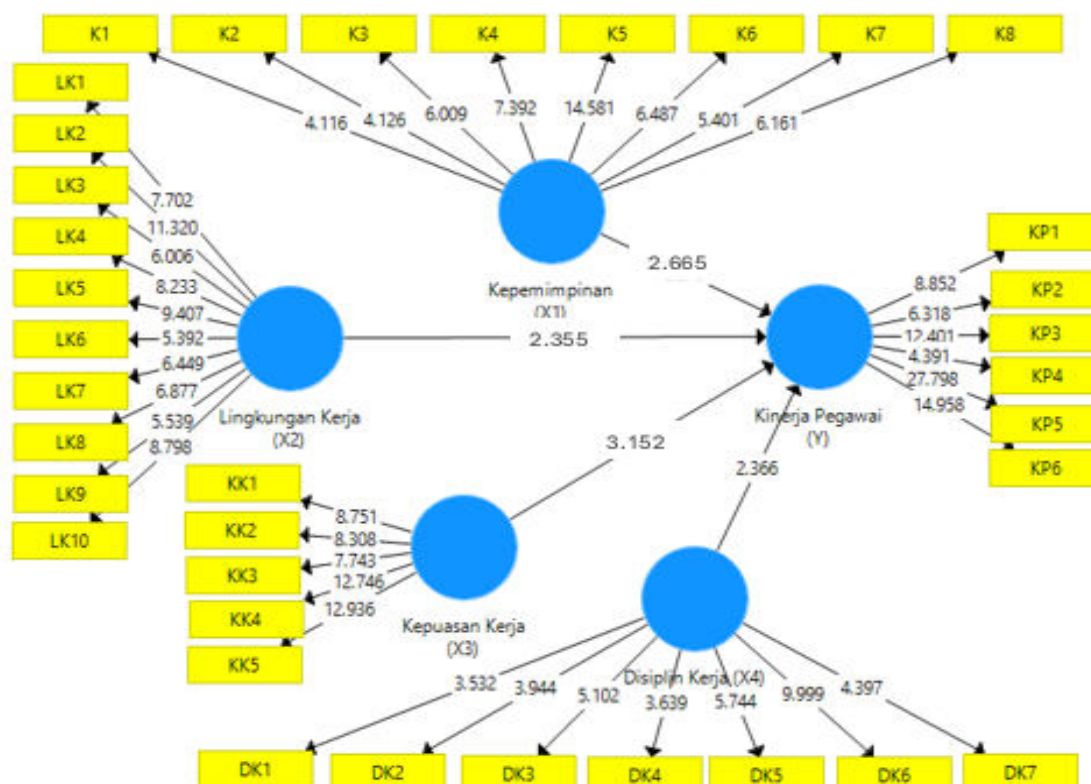 K1
K2
K3
K4
K5
K6
K7
K8
4.116
4.126
6.009
7.392
14.581
6.487
5.401
6.161
LK1
LK2
LK3
LK4
LK5
LK6
LK7
LK8
LK9
LK10
7.702
11.320
6.006
8.233
9.407
5.392
6.449
6.877
5.539
8.798
Kepemimpinan
(X1)
2.665
Lingkungan Kerja
(X2)
2.355
KP1
KP2
KP3
KP4
KP5
KP6
8.852
6.318
12.401
4.391
27.798
14.958
Kinerja Pegawai
(Y)
3.152
2.366
KK1
KK2
KK3
KK4
KK5
8.751
8.308
7.743
12.746
12.936
Kepuasan Kerja
(X3)
Disiplin Kerja (X4)
3.532
3.944
5.102
3.639
5.744
9.999
4.397
DK1
DK2
DK3
DK4
DK5
DK6
DK7